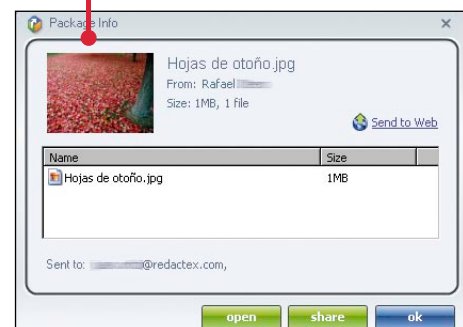 Package Info
Hojas de otoño.jpg
From: Rafael
Size: 1MB, 1 file
Send to Web
Name Size
Hojas de otoño.jpg 1MB
Sent to: @redactex.com,
open share ok